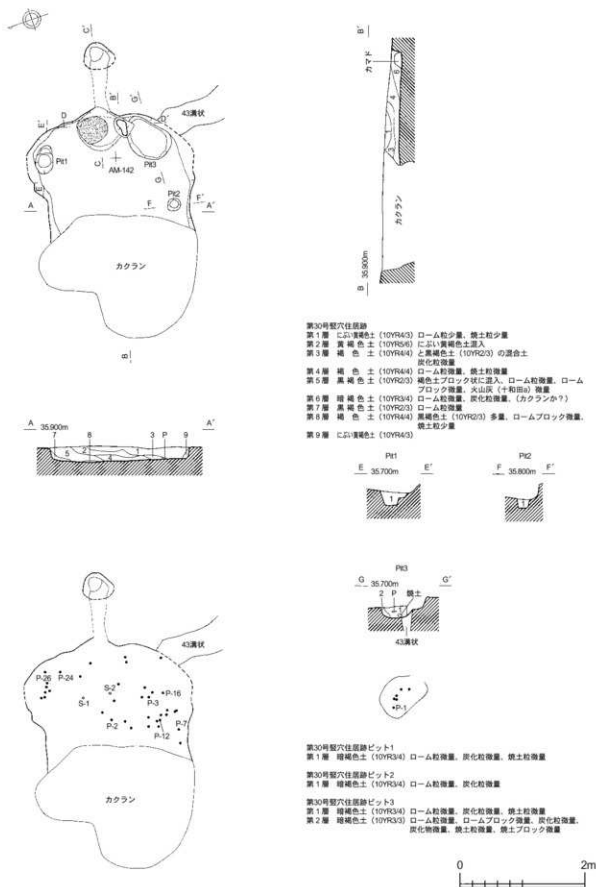 C′
B′
G′
43溝状
E′
D
D′
Pit1
Pit3
C
AM-142
G
E
Pit2
A
F
F′
A′
カクラン
B
B′
カマド
6
4
1
3
カクラン
B 35.900m
第30号竪穴住居跡
第1層 にぶい黄褐色土(10YR4/3)ローム粒少量、焼土粒少量
第2層 黄褐色土(10YR5/6)にぶい黄褐色土混入
第3層 褐色土(10YR4/4)と黒褐色土(10YR2/3)の混合土
炭化粒微量
第4層 褐色土(10YR4/4)ローム粒微量、焼土粒微量
第5層 黒褐色土(10YR2/3)褐色土ブロック状に混入、ローム粒微量、ローム
ブロック微量、火山灰(十和田a)微量
第6層 暗褐色土(10YR3/4)ローム粒微量、炭化粒微量、(カクランか?)
第7層 黒褐色土(10YR2/3)ローム粒微量
第8層 褐色土(10YR4/4)黒褐色土(10YR2/3)多量、ロームブロック微量、
焼土粒少量
第9層 にぶい黄褐色土(10YR4/3)
A 35.900m A′
7 8 3 P 9
5 2 4 1
Pit1
E 35.700m E′
1
Pit2
F 35.800m F′
1
Pit3
G 35.700m G′
2 P 焼土
43溝状
43溝状
P-26 P-24
S-2 P-16
S-1 P-3
P-2 P-7
P-12
カクラン
P-1
第30号竪穴住居跡ピット1
第1層 暗褐色土(10YR3/4)ローム粒微量、炭化粒微量、焼土粒微量
第30号竪穴住居跡ピット2
第1層 暗褐色土(10YR3/4)ローム粒微量、炭化粒微量
第30号竪穴住居跡ピット3
第1層 暗褐色土(10YR3/4)ローム粒微量、炭化粒微量、焼土粒微量
第2層 暗褐色土(10YR3/3)ローム粒微量、ロームブロック微量、炭化粒微量、
炭化物微量、焼土粒微量、焼土ブロック微量
0 2m